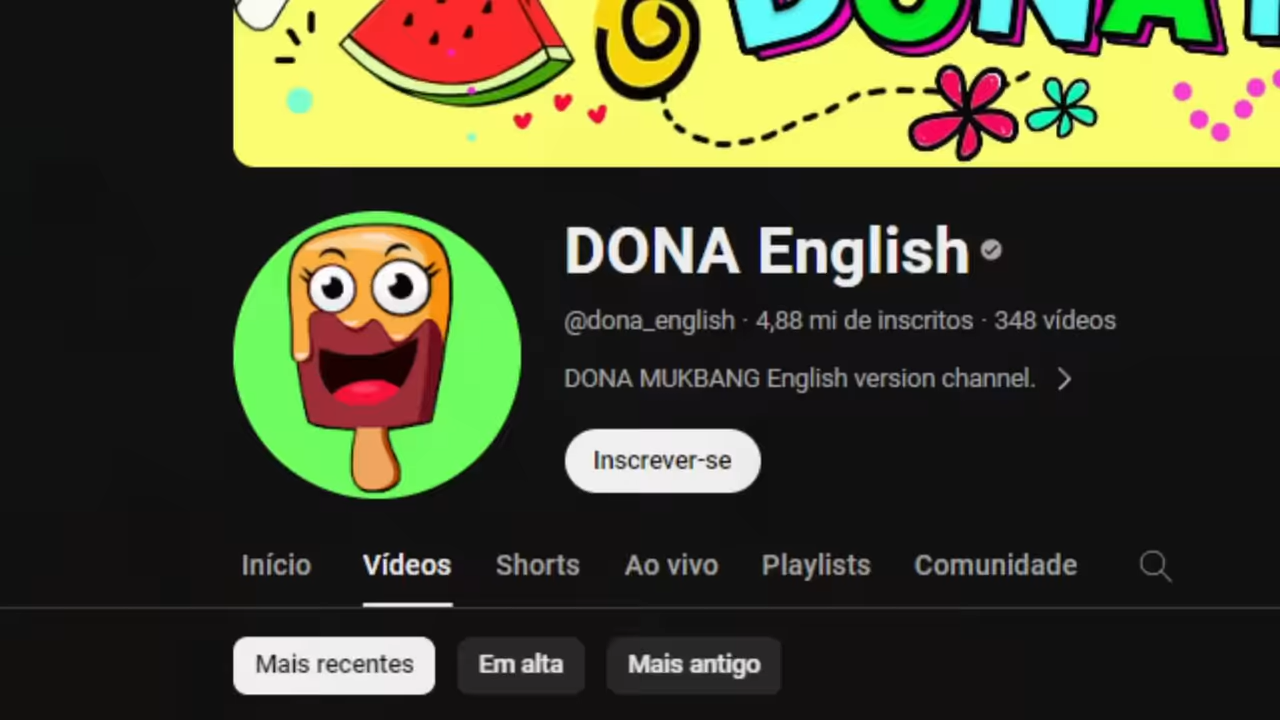 DONA
DONA English
@dona_english · 4,88 mi de inscritos · 348 vídeos
DONA MUKBANG English version channel.
Inscrever-se
Início Vídeos Shorts Ao vivo Playlists Comunidade
Mais recentes Em alta Mais antigo